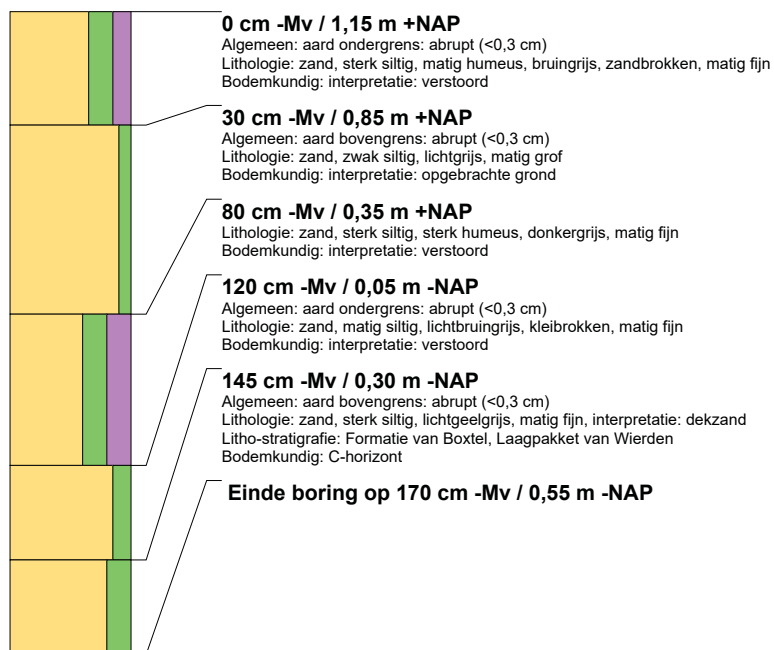 0 cm -Mv / 1,15 m +NAP
Algemeen: aard ondergrens: abrupt (<0,3 cm)
Lithologie: zand, sterk siltig, matig humeus, bruingrijs, zandbrokken, matig fijn
Bodemkundig: interpretatie: verstoord
30 cm -Mv / 0,85 m +NAP
Algemeen: aard bovengrens: abrupt (<0,3 cm)
Lithologie: zand, zwak siltig, lichtgrijs, matig grof
Bodemkundig: interpretatie: opgebrachte grond
80 cm -Mv / 0,35 m +NAP
Lithologie: zand, sterk siltig, sterk humeus, donkergrijs, matig fijn
Bodemkundig: interpretatie: verstoord
120 cm -Mv / 0,05 m -NAP
Algemeen: aard ondergrens: abrupt (<0,3 cm)
Lithologie: zand, matig siltig, lichtbruingrijs, kleibrokken, matig fijn
Bodemkundig: interpretatie: verstoord
145 cm -Mv / 0,30 m -NAP
Algemeen: aard bovengrens: abrupt (<0,3 cm)
Lithologie: zand, sterk siltig, lichtgeelgrijs, matig fijn, interpretatie: dekzand
Litho-stratigrafie: Formatie van Boxtel, Laagpakket van Wierden
Bodemkundig: C-horizont
Einde boring op 170 cm -Mv / 0,55 m -NAP